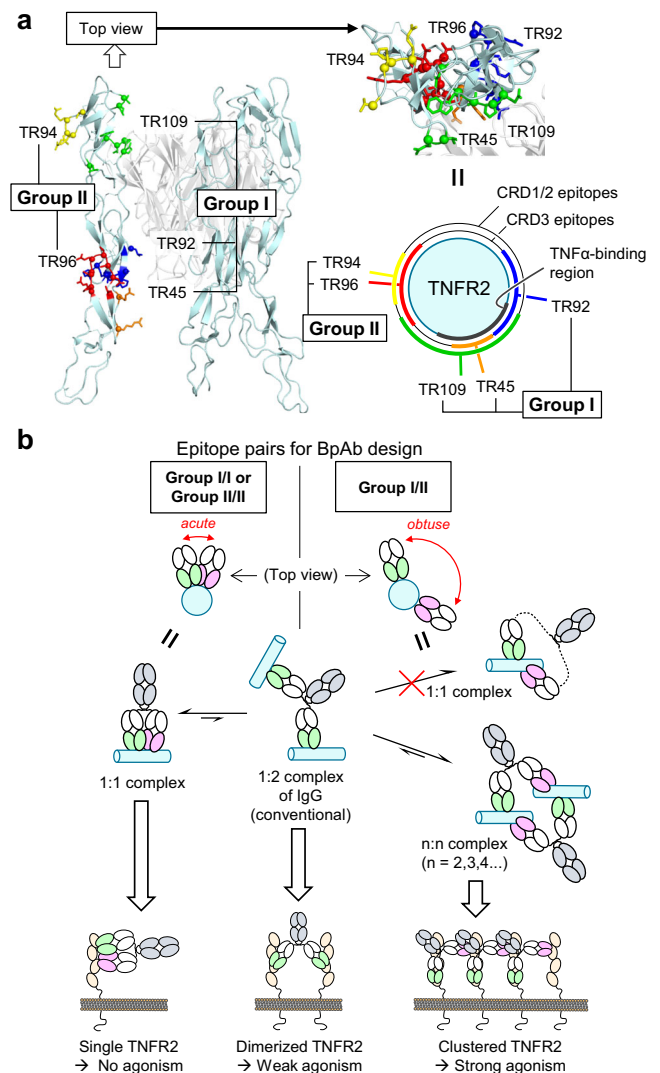 a
Top view
TR94
Group II
TR96
TR109
Group I
TR92
TR45
TR96
TR92
TR94
TR109
TR45
=
CRD1/2 epitopes
CRD3 epitopes
TNFα-binding
region
TNFR2
TR94
TR96
Group II
TR92
TR109
TR45
Group I
b
Epitope pairs for BpAb design
Group I/I or
Group II/II
Group I/II
acute
obtuse
(Top view)
=
=
1:1 complex
1:1 complex
1:2 complex
of IgG
(conventional)
n:n complex
(n = 2,3,4...)
Single TNFR2
→ No agonism
Dimerized TNFR2
→ Weak agonism
Clustered TNFR2
→ Strong agonism